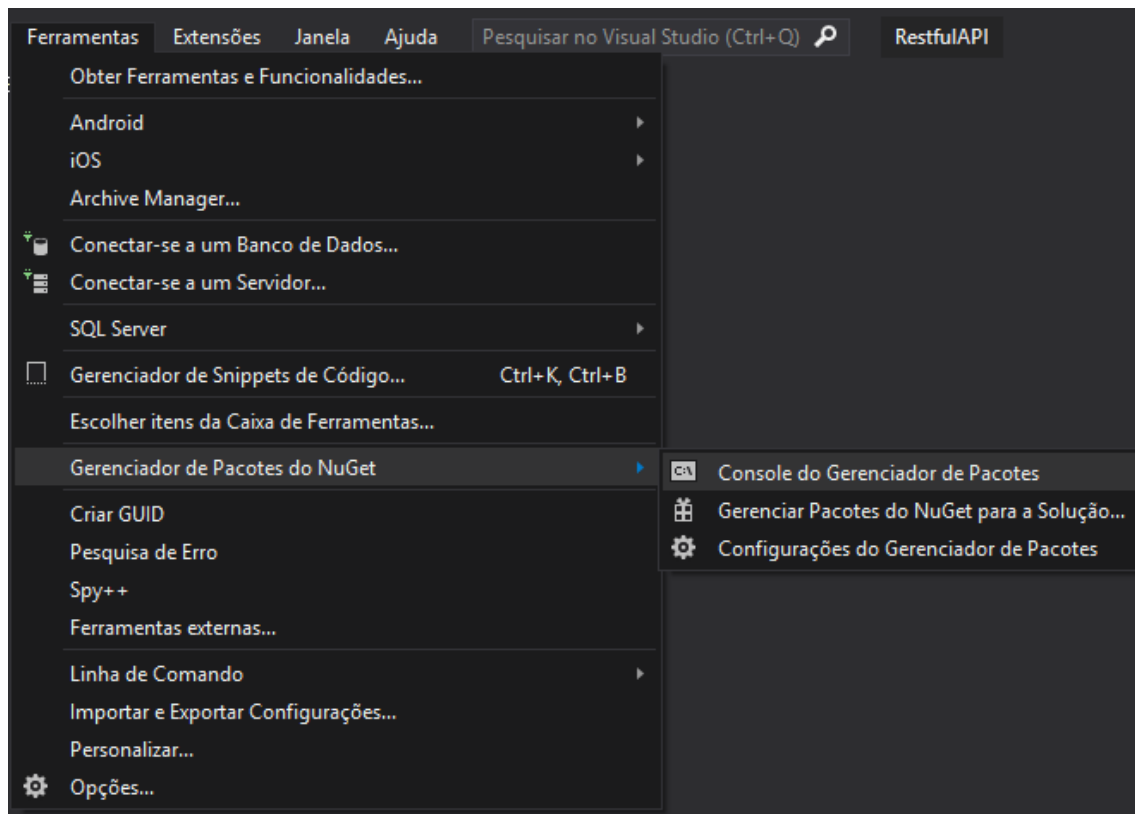 Ferramentas Extensões Janela Ajuda Pesquisar no Visual Studio (Ctrl+Q) RestfulAPI
Obter Ferramentas e Funcionalidades...
Android
iOS
Archive Manager...
Conectar-se a um Banco de Dados...
Conectar-se a um Servidor...
SQL Server
Gerenciador de Snippets de Código... Ctrl+K, Ctrl+B
Escolher itens da Caixa de Ferramentas...
Gerenciador de Pacotes do NuGet
C:\ Console do Gerenciador de Pacotes
Gerenciar Pacotes do NuGet para a Solução...
Configurações do Gerenciador de Pacotes
Criar GUID
Pesquisa de Erro
Spy++
Ferramentas externas...
Linha de Comando
Importar e Exportar Configurações...
Personalizar...
Opções...